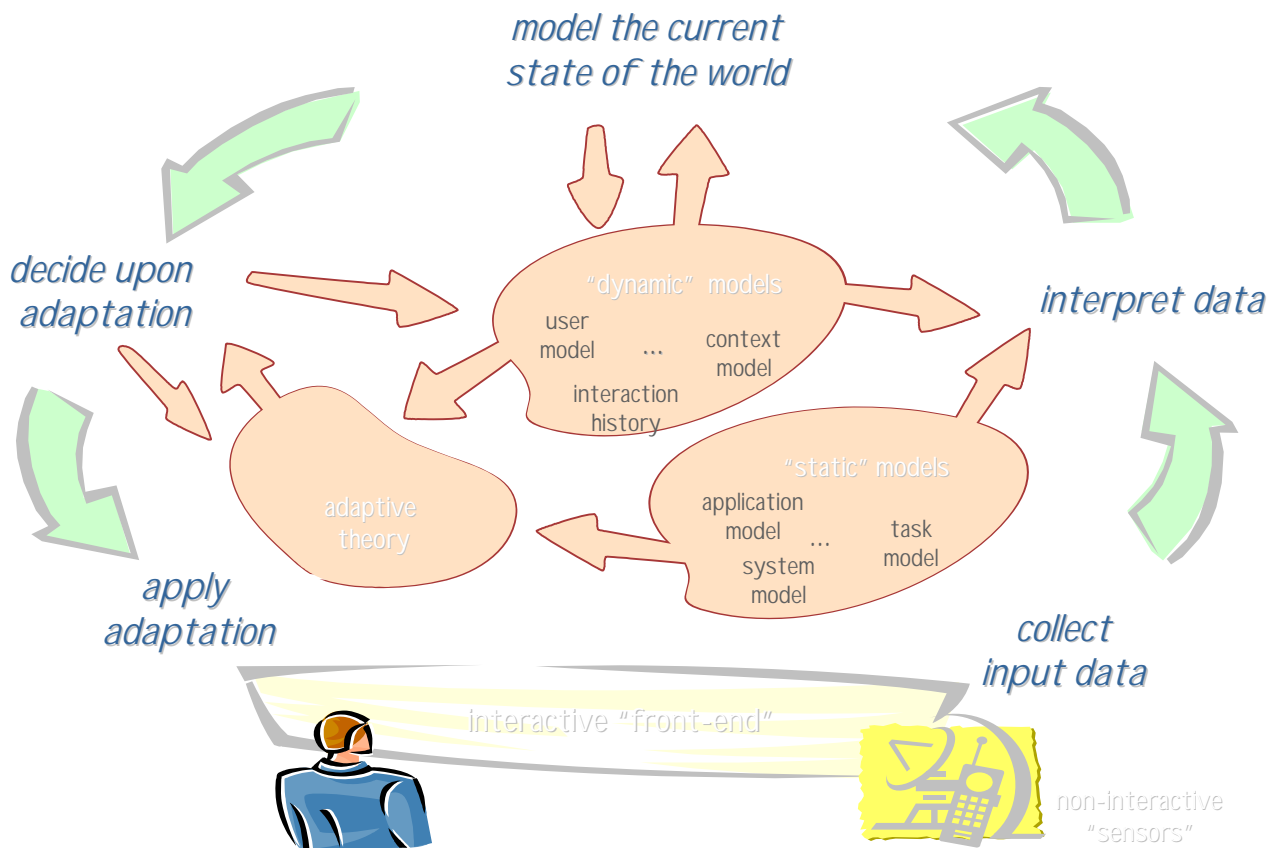 model the current
state of the world
decide upon
adaptation
interpret data
“dynamic” models
user
model
...
context
model
interaction
history
“static” models
application
model
...
task
model
system
model
adaptive
theory
apply
adaptation
collect
input data
interactive “front-end”
non-interactive
“sensors”